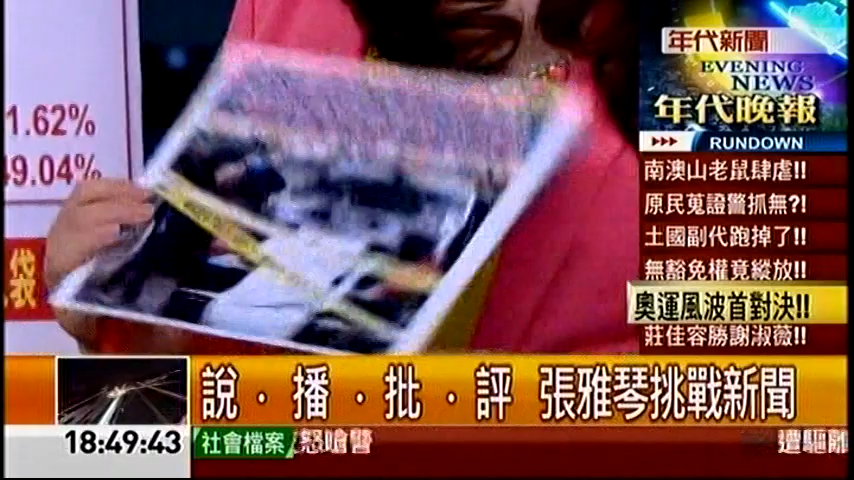 1.62%
49.04%
年代新聞
EVENING
NEWS
年代晚報
RUNDOWN
南澳山老鼠肆虐!!
原民蒐證警抓無?!
土國副代跑掉了!!
無豁免權竟縱放!!
奧運風波首對決!!
莊佳容勝謝淑薇!!
說‧播‧批‧評 張雅琴挑戰新聞
18:49:43
社會檔案
怒嗆警
遭驅離